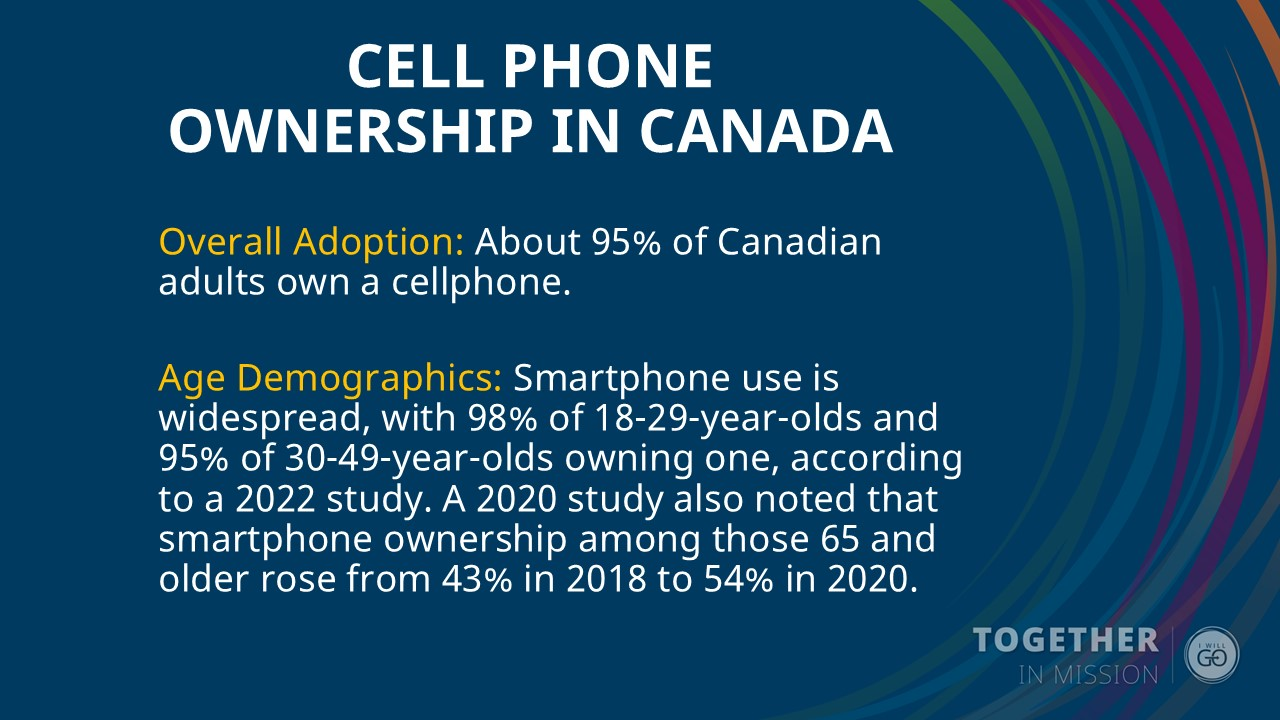 CELL PHONE
OWNERSHIP IN CANADA
Overall Adoption: About 95% of Canadian
adults own a cellphone.
Age Demographics: Smartphone use is
widespread, with 98% of 18-29-year-olds and
95% of 30-49-year-olds owning one, according
to a 2022 study. A 2020 study also noted that
smartphone ownership among those 65 and
older rose from 43% in 2018 to 54% in 2020.
TOGETHER
IN MISSION
I WILL
GO